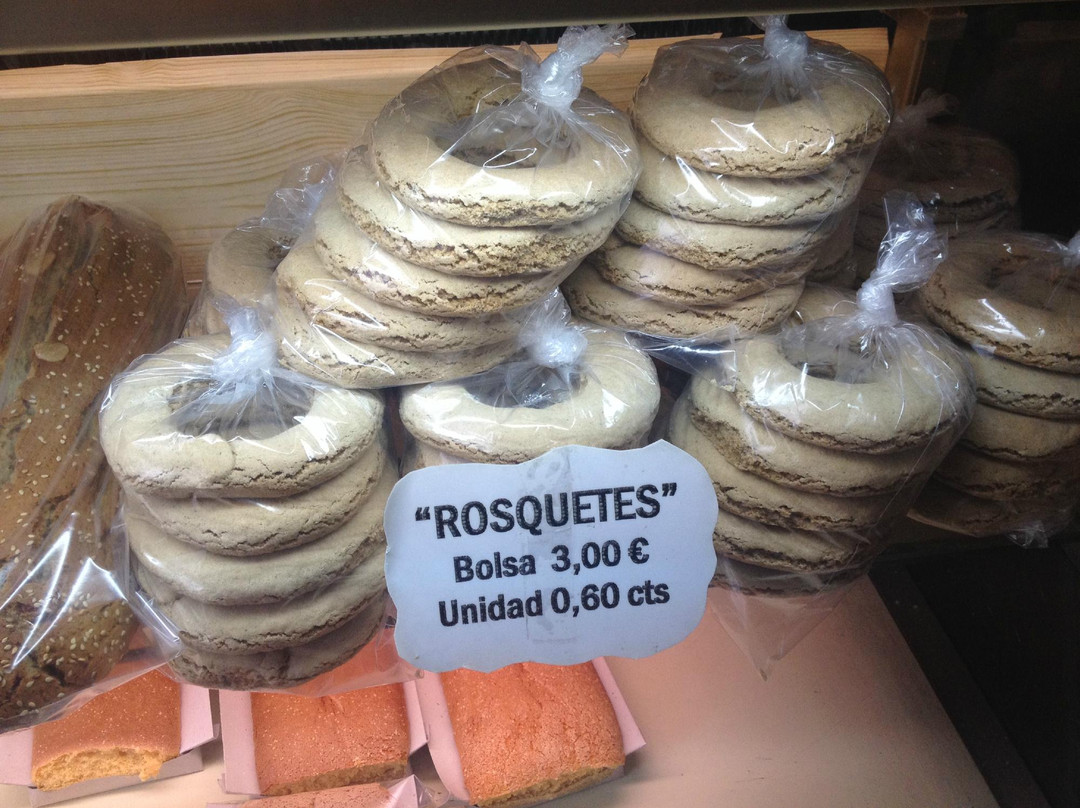 “ROSQUETES”
Bolsa 3,00 €
Unidad 0,60 cts